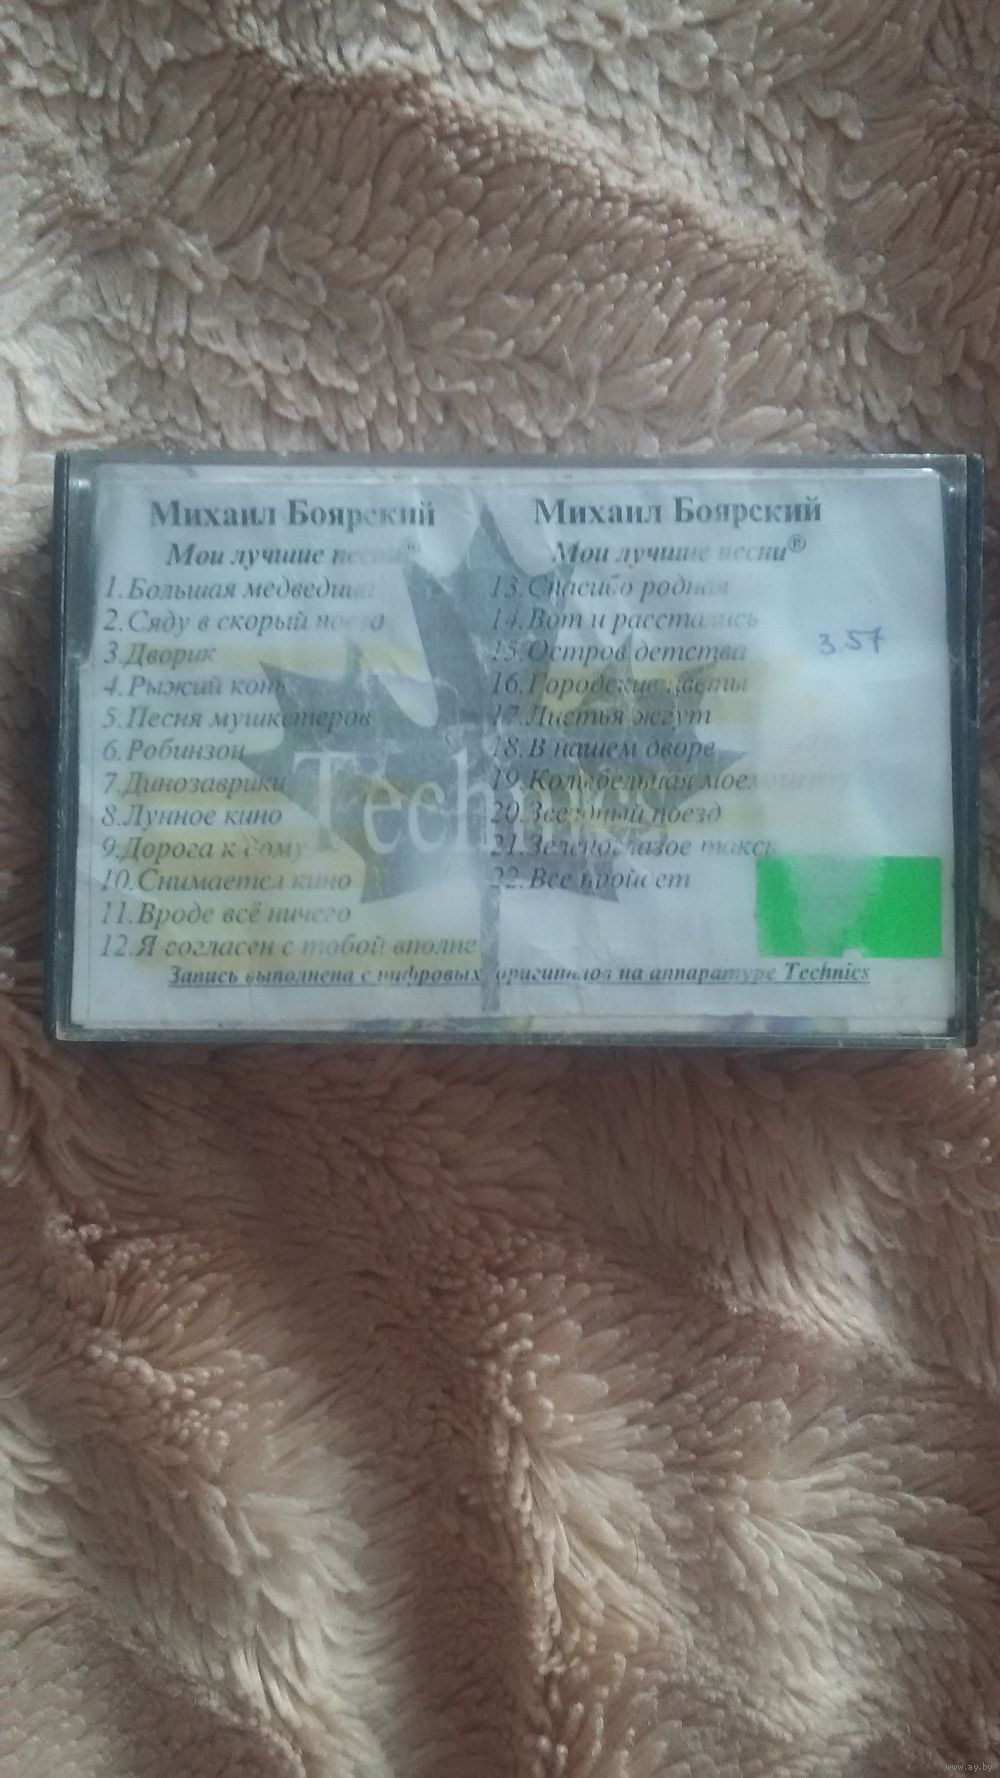 Михаил Боярский
Мои лучшие песни®
1.Большая медведица
2.Сяду в скорый поезд
3.Дворик
4.Рыжий конь
5.Песня мушкетеров
6.Робинзон
7.Динозаврики
8.Лунное кино
9.Дорога к дому
10.Снимается кино
11.Вроде всё ничего
12.Я согласен с тобой вполне
Михаил Боярский
Мои лучшие песни®
13.Спасибо родная
14.Вот и расстались
15.Остров детства
16.Городские цветы
17.Листья жгут
18.В нашем дворе
19.Колыбельная
20.Звездный поезд
21.Зеленоглазое такси
22.Все пройдет
3.57
Technics
Запись выполнена с цифровых оригиналов на аппаратуре Technics
www.ay.by